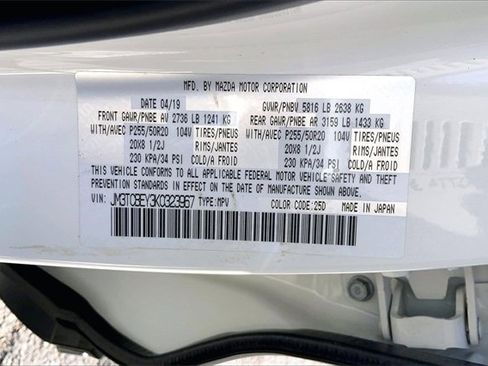 MFD. BY MAZDA MOTOR CORPORATION
DATE 04/19 GVWR/PNBV 5816 LB 2638 KG
FRONT GAWR/PNBE AV 2736 LB 1241 KG REAR GAWR/PNBE AR 3159 LB 1433 KG
WITH/AVEC P255/50R20 104V TIRES/PNEUS WITH/AVEC P255/50R20 104V TIRES/PNEUS
20X8 1/2J RIMS/JANTES 20X8 1/2J RIMS/JANTES
230 KPA/34 PSI COLD/A FROID 230 KPA/34 PSI COLD/A FROID
THIS VEHICLE CONFORMS TO ALL APPLICABLE FEDERAL MOTOR VEHICLE SAFETY AND THEFT
PREVENTION STANDARDS IN EFFECT ON THE DATE OF MANUFACTURE SHOWN ABOVE.
VIN: JM3TCBEY3K0323967 TYPE:MPV COLOR CODE:25D MADE IN JAPAN